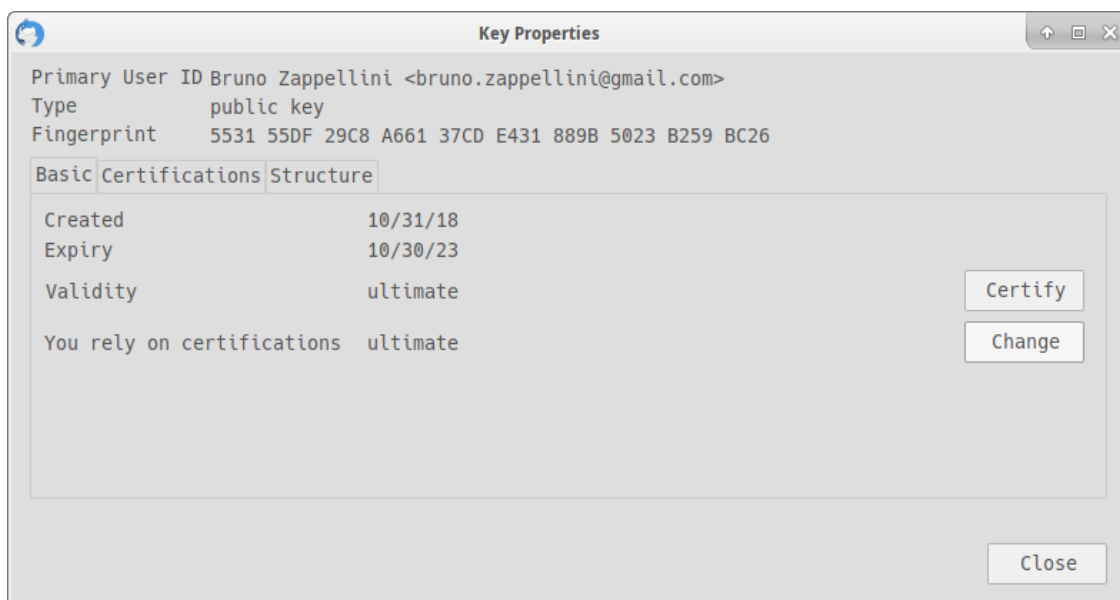 Key Properties
Primary User ID Bruno Zappellini <bruno.zappellini@gmail.com>
Type public key
Fingerprint 5531 55DF 29C8 A661 37CD E431 889B 5023 B259 BC26
Basic Certifications Structure
Created 10/31/18
Expiry 10/30/23
Validity ultimate Certify
You rely on certifications ultimate Change
Close